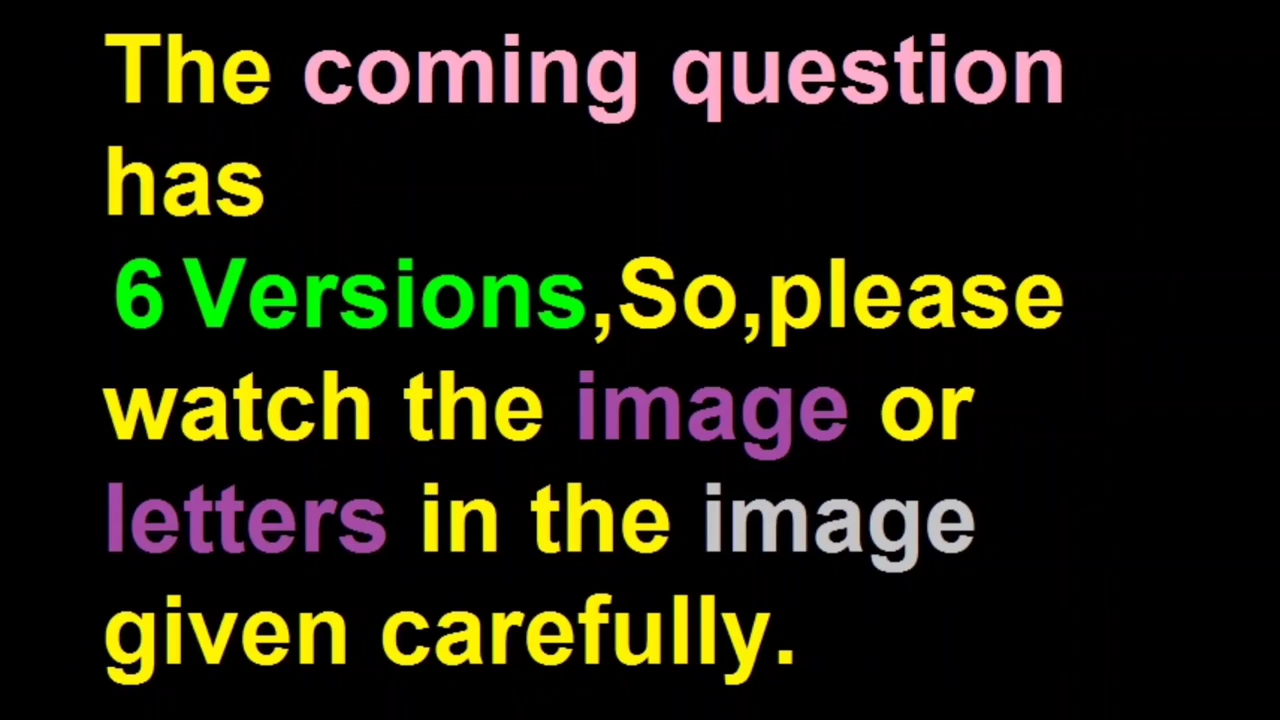 The coming question
has
6 Versions,So,please
watch the image or
letters in the image
given carefully.